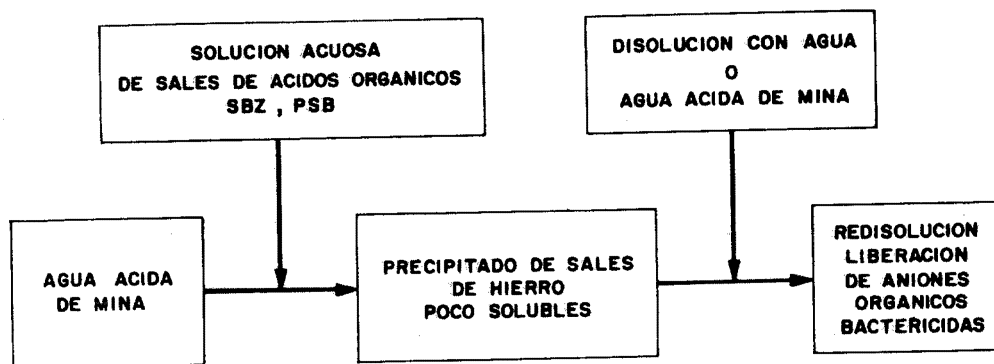 SOLUCION ACUOSA
DE SALES DE ACIDOS ORGANICOS
SBZ , PSB
DISOLUCION CON AGUA
O
AGUA ACIDA DE MINA
AGUA ACIDA
DE MINA
PRECIPITADO DE SALES
DE HIERRO
POCO SOLUBLES
REDISOLUCION
LIBERACION
DE ANIONES
ORGANICOS
BACTERICIDAS